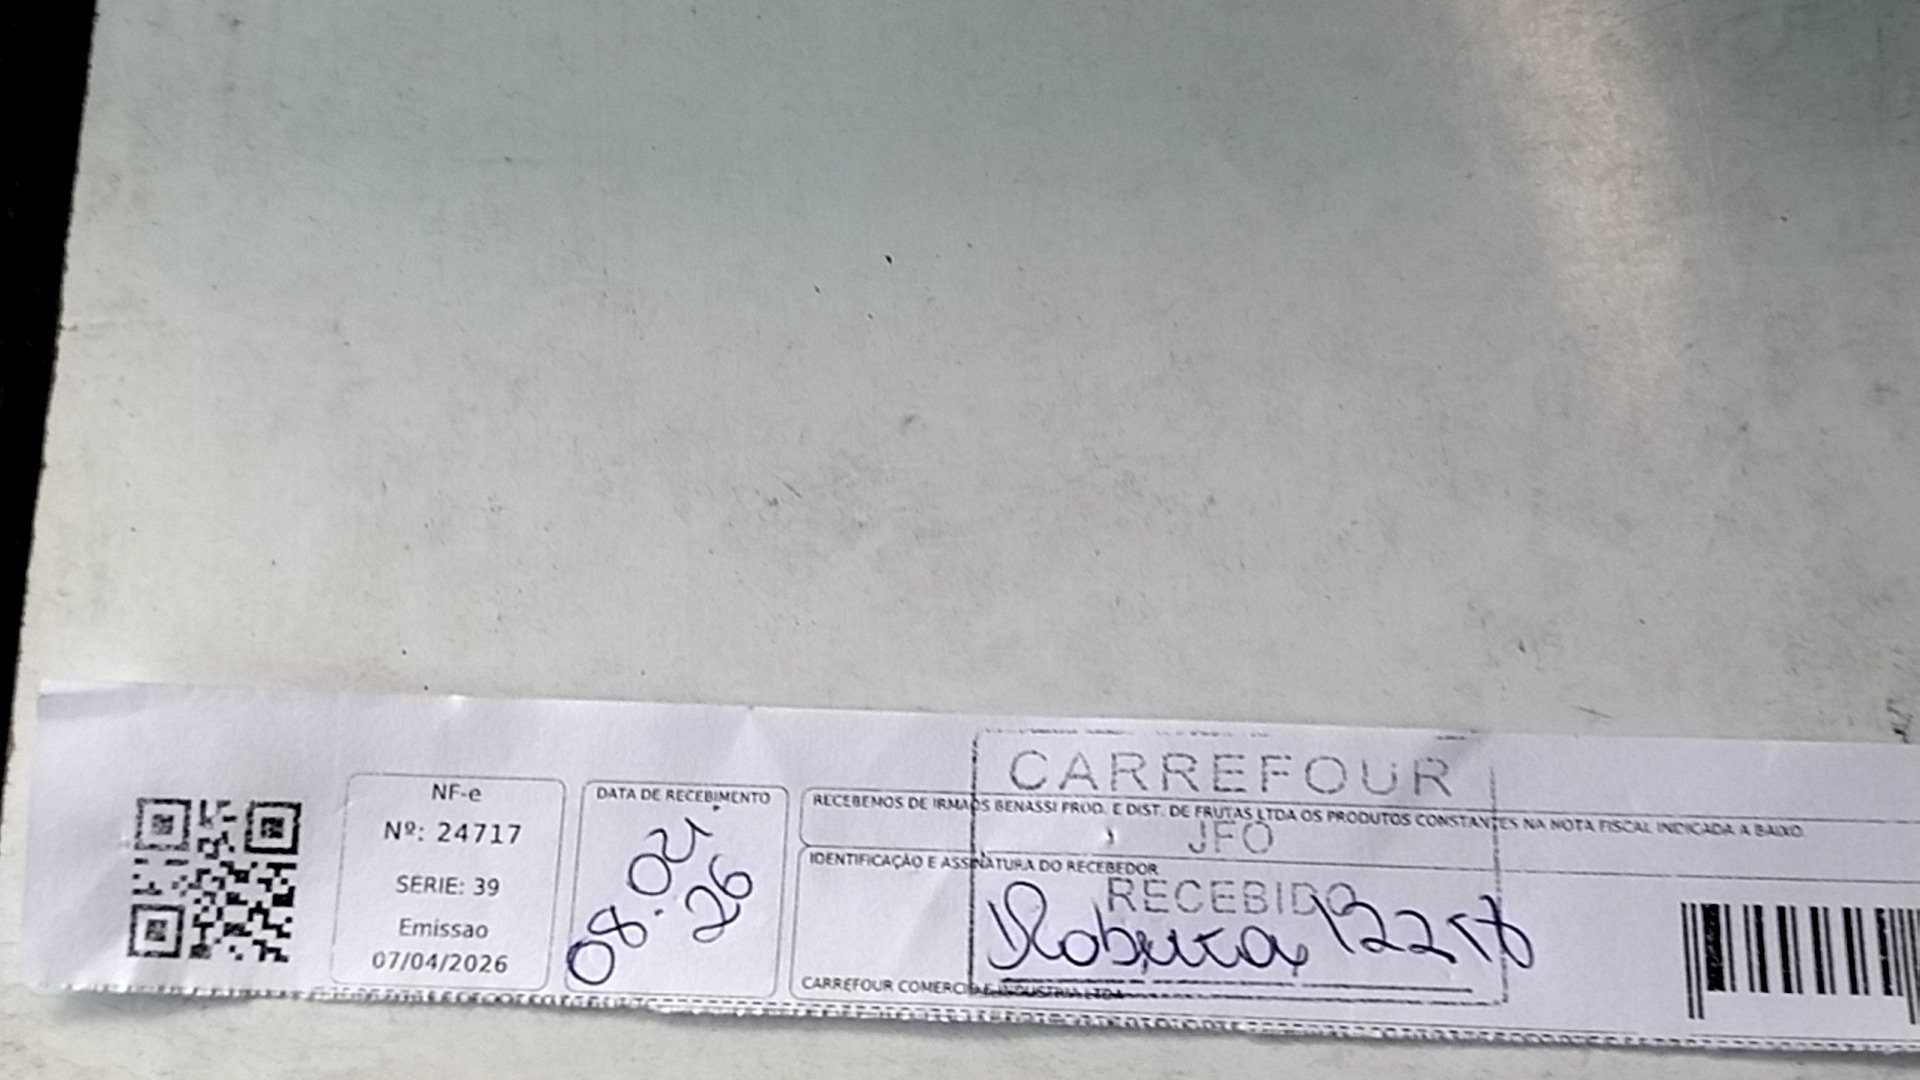 NF-e
Nº: 24717
SERIE: 39
Emissao
07/04/2026
DATA DE RECEBIMENTO
08.04.26
CARREFOUR
RECEBEMOS DE IRMAOS BENASSI PROD. E DIST. DE FRUTAS LTDA OS PRODUTOS CONSTANTES NA NOTA FISCAL INDICADA A BAIXO
JFO
IDENTIFICAÇÃO E ASSINATURA DO RECEBEDOR
RECEBIDO
Roberta
CARREFOUR COMERCIO E INDUSTRIA LTDA